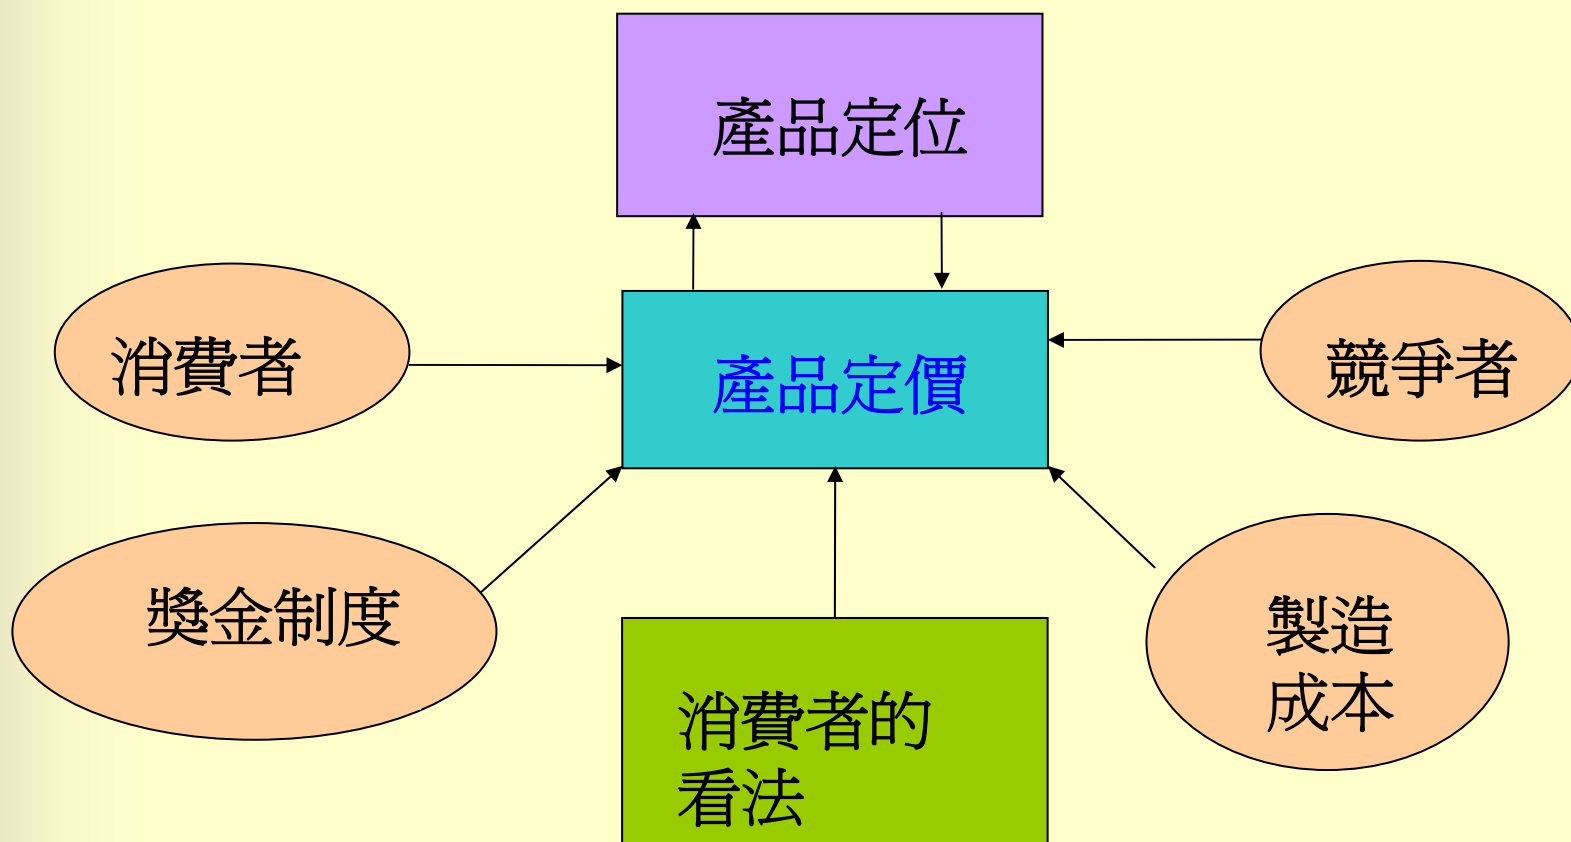 產品定位
消費者
產品定價
競爭者
獎金制度
製造
成本
消費者的
看法